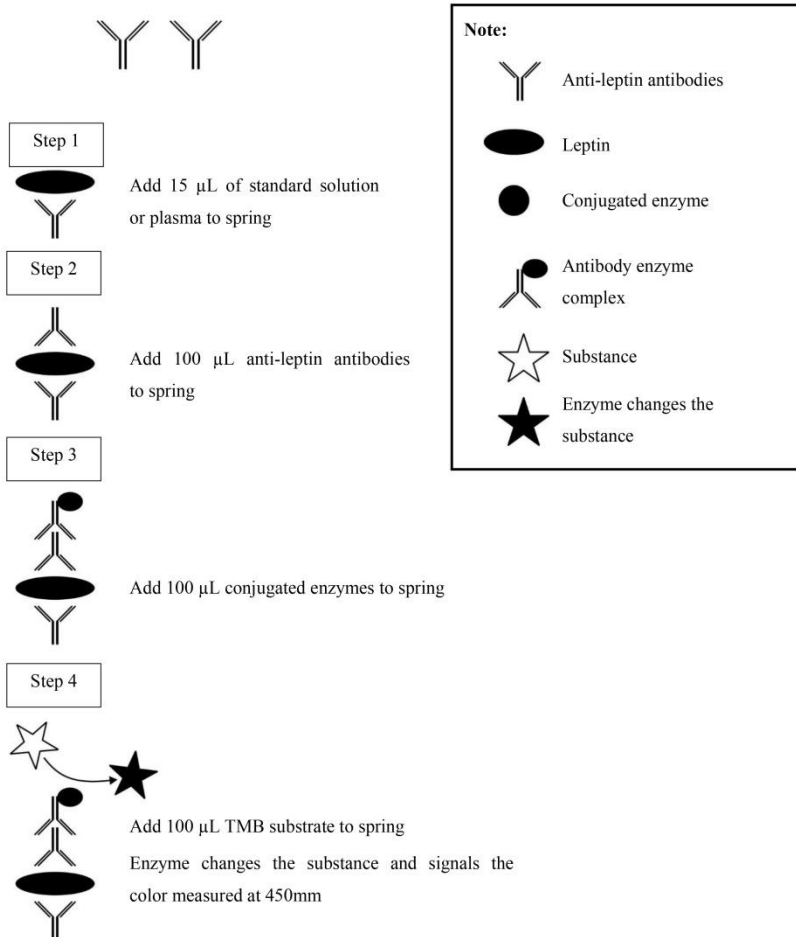 Step 1
Add 15 µL of standard solution
or plasma to spring
Step 2
Add 100 µL anti-leptin antibodies
to spring
Step 3
Add 100 µL conjugated enzymes to spring
Step 4
Add 100 µL TMB substrate to spring
Enzyme changes the substance and signals the
color measured at 450mm
Note:
Anti-leptin antibodies
Leptin
Conjugated enzyme
Antibody enzyme
complex
Substance
Enzyme changes the
substance